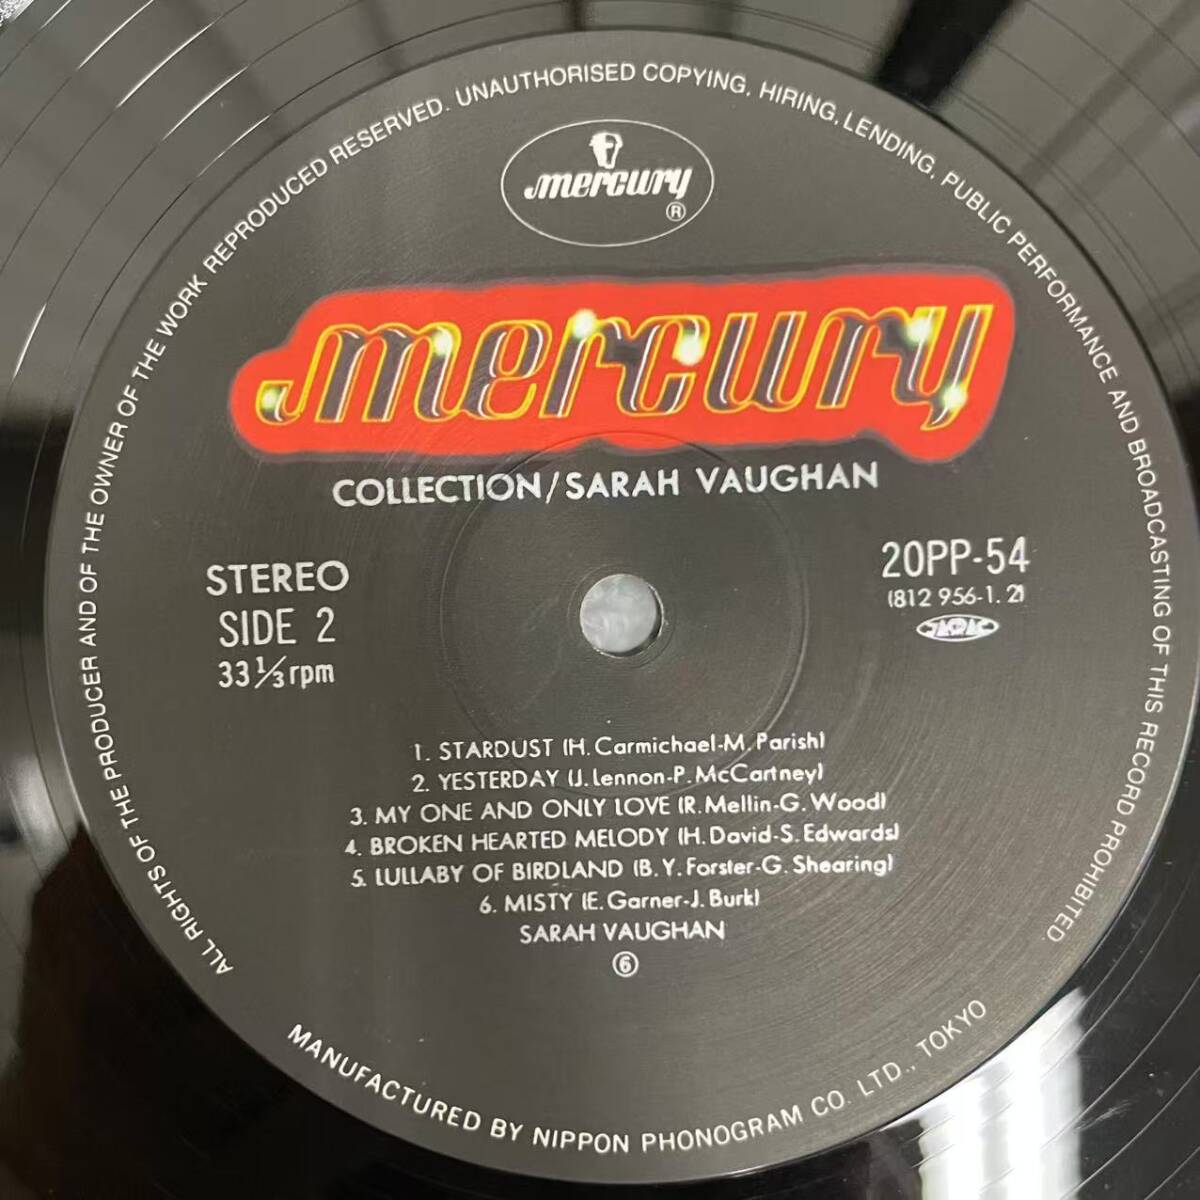 ALL RIGHTS OF THE PRODUCER AND OF THE OWNER OF THE WORK REPRODUCED RESERVED. UNAUTHORISED COPYING, HIRING, LENDING, PUBLIC PERFORMANCE AND BROADCASTING OF THIS RECORD PROHIBITED.
mercury
®
mercury
COLLECTION/SARAH VAUGHAN
STEREO
SIDE 2
33⅓rpm
20PP-54
(812 956-1. 2)
JASRAC
1. STARDUST (H. Carmichael-M. Parish)
2. YESTERDAY (J. Lennon-P. McCartney)
3. MY ONE AND ONLY LOVE (R. Mellin-G. Wood)
4. BROKEN HEARTED MELODY (H. David-S. Edwards)
5. LULLABY OF BIRDLAND (B. Y. Forster-G. Shearing)
6. MISTY (E. Garner-J. Burk)
SARAH VAUGHAN
⑥
MANUFACTURED BY NIPPON PHONOGRAM CO. LTD., TOKYO